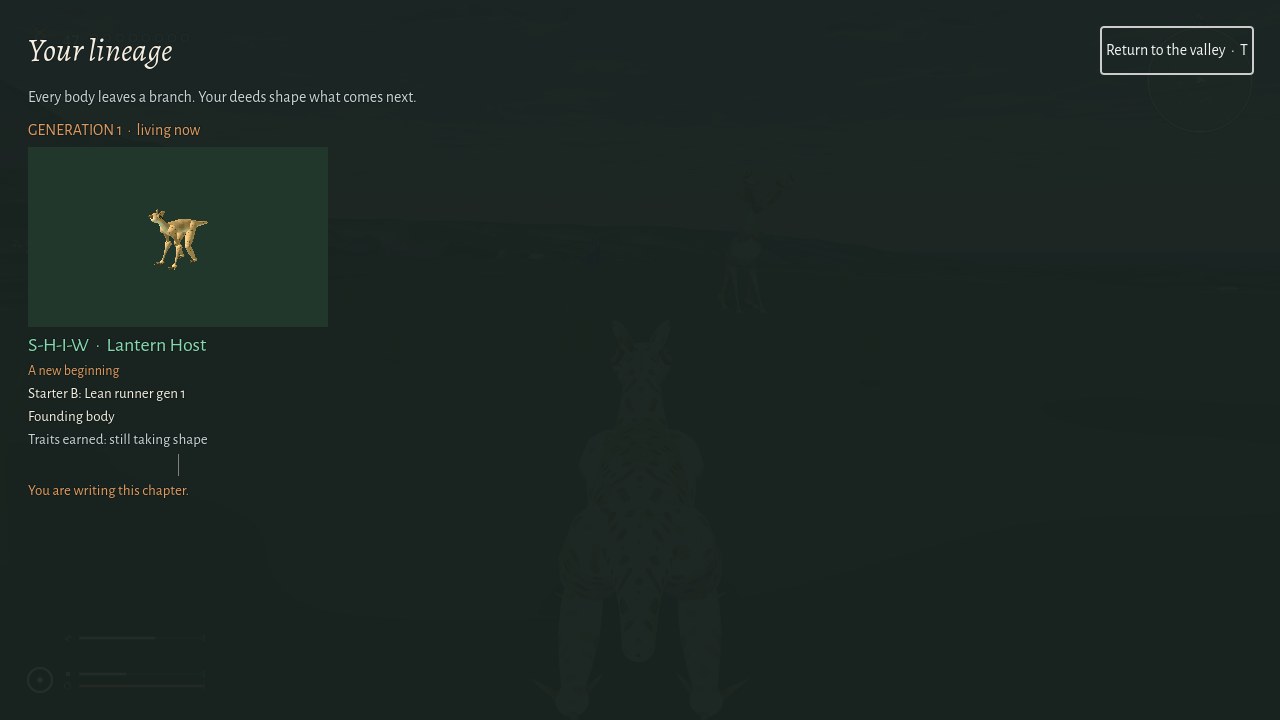 Your lineage
Return to the valley · T
Every body leaves a branch. Your deeds shape what comes next.
GENERATION 1 · living now
S-H-I-W · Lantern Host
A new beginning
Starter B: Lean runner gen 1
Founding body
Traits earned: still taking shape
You are writing this chapter.